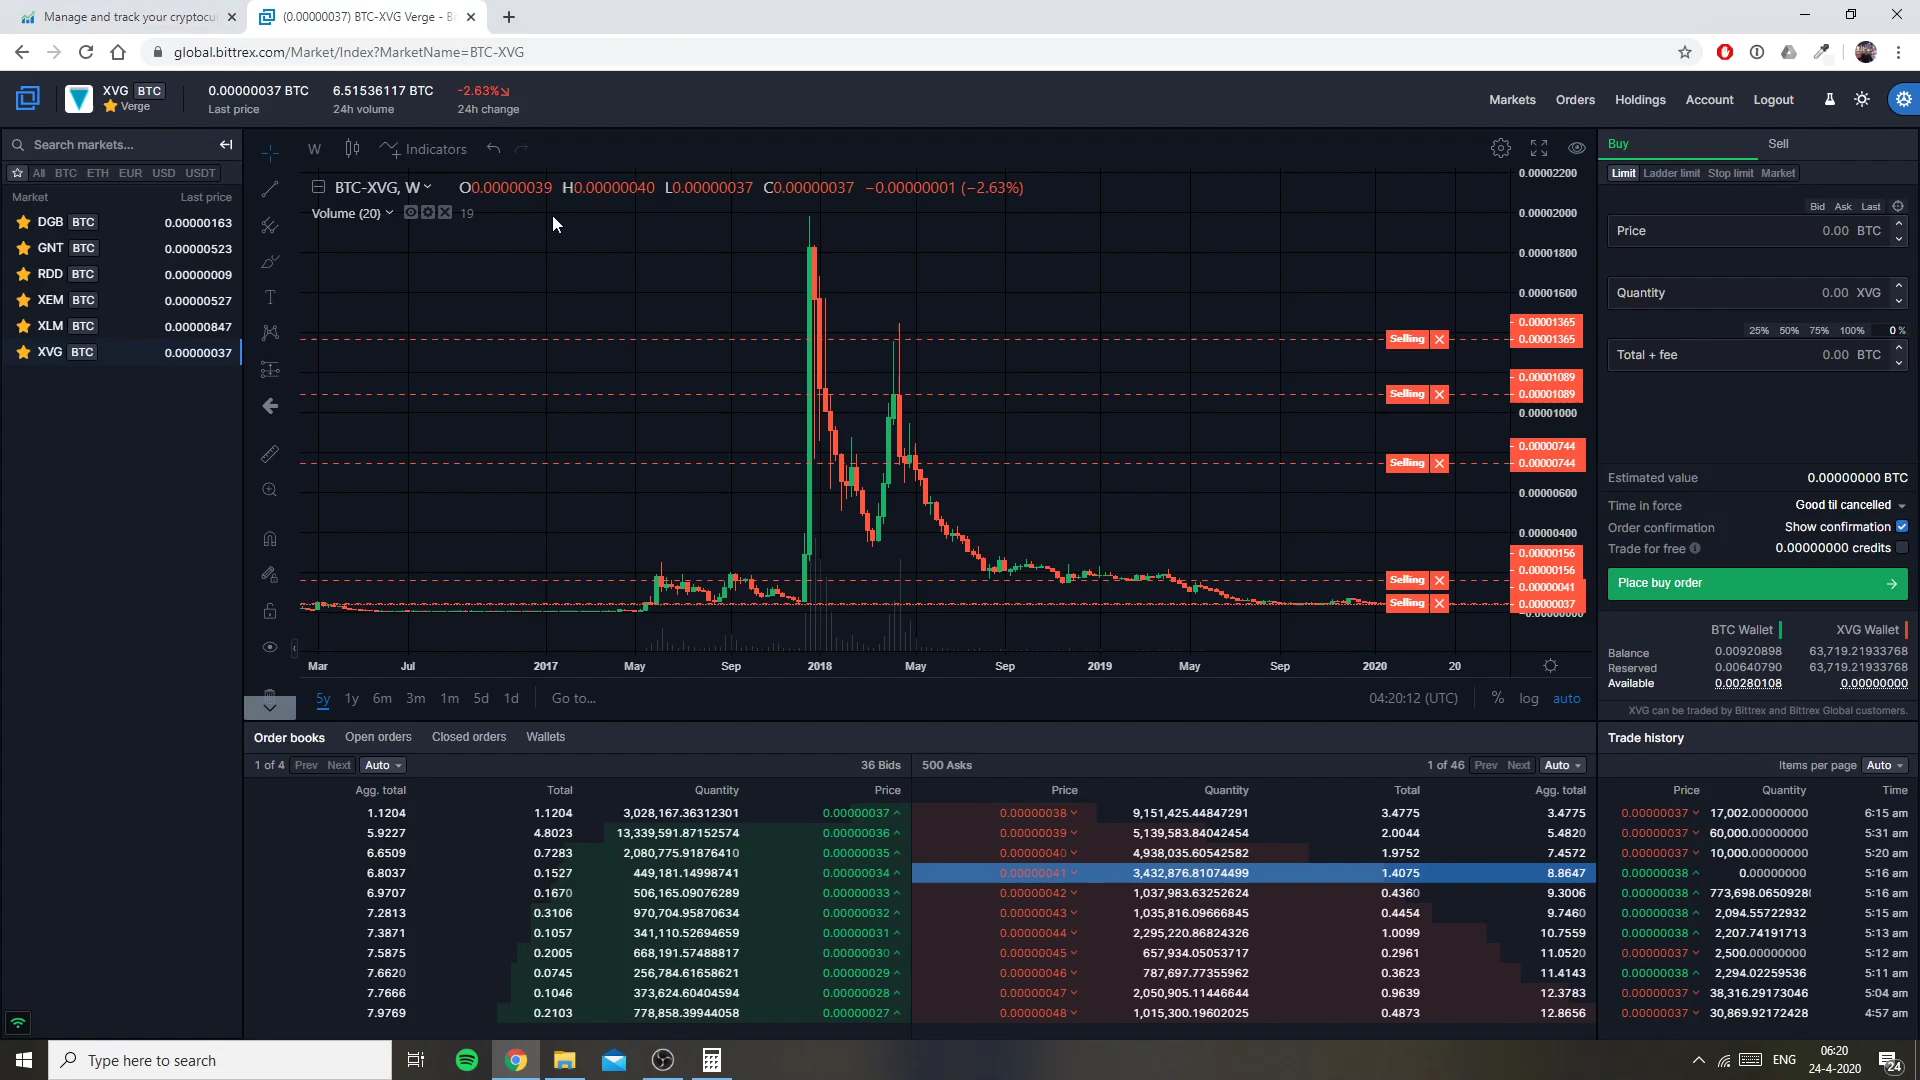 Manage and track your cryptocu
(0.00000037) BTC-XVG Verge - B
global.bittrex.com/Market/Index?MarketName=BTC-XVG
XVG BTC
Verge
0.00000037 BTC
Last price
6.51536117 BTC
24h volume
-2.63%
24h change
Markets Orders Holdings Account Logout
Search markets...
All BTC ETH EUR USD USDT
Market Last price
DGB BTC 0.00000163
GNT BTC 0.00000523
RDD BTC 0.00000009
XEM BTC 0.00000527
XLM BTC 0.00000847
XVG BTC 0.00000037
W Indicators
BTC-XVG, W O0.00000039 H0.00000040 L0.00000037 C0.00000037 −0.00000001 (−2.63%)
Volume (20) 19
0.00002200
0.00002000
0.00001800
0.00001600
0.00001365
Selling 0.00001365
0.00001089
Selling 0.00001089
0.00001000
0.00000744
Selling 0.00000744
0.00000600
0.00000400
0.00000156
0.00000156
Selling 0.00000041
Selling 0.00000037
Mar Jul 2017 May Sep 2018 May Sep 2019 May Sep 2020 20
5y 1y 6m 3m 1m 5d 1d Go to...
04:20:12 (UTC) % log auto
Buy Sell
Limit Ladder limit Stop limit Market
Bid Ask Last
Price 0.00 BTC
Quantity 0.00 XVG
25% 50% 75% 100% 0 %
Total + fee 0.00 BTC
Estimated value 0.00000000 BTC
Time in force Good til cancelled
Order confirmation Show confirmation
Trade for free 0.00000000 credits
Place buy order
BTC Wallet XVG Wallet
Balance 0.00920898 63,719.21933768
Reserved 0.00640790 63,719.21933768
Available 0.00280108 0.00000000
XVG can be traded by Bittrex and Bittrex Global customers.
Order books Open orders Closed orders Wallets
1 of 4 Prev Next Auto 36 Bids
Agg. total Total Quantity Price
1.1204 1.1204 3,028,167.36312301 0.00000037
5.9227 4.8023 13,339,591.87152574 0.00000036
6.6509 0.7283 2,080,775.91876410 0.00000035
6.8037 0.1527 449,181.14998741 0.00000034
6.9707 0.1670 506,165.09076289 0.00000033
7.2813 0.3106 970,704.95870634 0.00000032
7.3871 0.1057 341,110.52694659 0.00000031
7.5875 0.2005 668,191.57488817 0.00000030
7.6620 0.0745 256,784.61658621 0.00000029
7.7666 0.1046 373,624.60404594 0.00000028
7.9769 0.2103 778,858.39944058 0.00000027
500 Asks 1 of 46 Prev Next Auto
Price Quantity Total Agg. total
0.00000038 9,151,425.44847291 3.4775 3.4775
0.00000039 5,139,583.84042454 2.0044 5.4820
0.00000040 4,938,035.60542582 1.9752 7.4572
0.00000041 3,432,876.81074499 1.4075 8.8647
0.00000042 1,037,983.63252624 0.4360 9.3006
0.00000043 1,035,816.09666845 0.4454 9.7460
0.00000044 2,295,220.86824326 1.0099 10.7559
0.00000045 657,934.05053717 0.2961 11.0520
0.00000046 787,697.77355962 0.3623 11.4143
0.00000047 2,050,905.11446644 0.9639 12.3783
0.00000048 1,015,300.19602025 0.4873 12.8656
Trade history
Items per page Auto
Price Quantity Time
0.00000037 17,002.00000000 6:15 am
0.00000037 60,000.00000000 5:31 am
0.00000037 10,000.00000000 5:20 am
0.00000038 0.00000000 5:16 am
0.00000038 773,698.0650928 5:16 am
0.00000038 2,094.55722932 5:15 am
0.00000038 2,207.74191713 5:13 am
0.00000037 2,500.00000000 5:12 am
0.00000038 2,294.02259536 5:11 am
0.00000037 38,316.29173046 5:04 am
0.00000037 30,869.92172428 4:57 am
Type here to search
ENG
06:20
24-4-2020
24